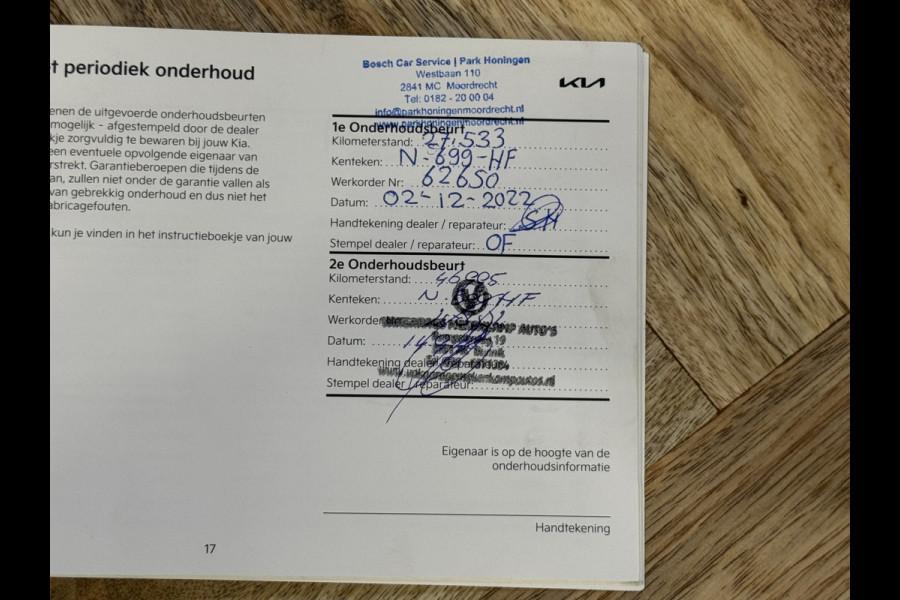 t periodiek onderhoud
enen de uitgevoerde onderhoudsbeurten
mogelijk - afgestempeld door de dealer
kje zorgvuldig te bewaren bij jouw Kia.
een eventuele opvolgende eigenaar van
rstrekt. Garantieberoepen die tijdens de
an, zullen niet onder de garantie vallen als
van gebrekkig onderhoud en dus niet het
abricagefouten.
kun je vinden in het instructieboekje van jouw
17
Bosch Car Service | Park Honingen
Westbaan 110
2841 MC Moordrecht
Tel: 0182 - 20 00 04
info@parkhoningenmoordrecht.nl
www.parkhoningenmoordrecht.nl
KIA
1e Onderhoudsbeurt
Kilometerstand: 27.533
Kenteken: N-699-HF
Werkorder Nr: 62650
Datum: 02-12-2022
Handtekening dealer / reparateur: SH
Stempel dealer / reparateur: OF
2e Onderhoudsbeurt
Kilometerstand:
Kenteken: N HF
Werkorder AUTO'S
Datum: 19
Handtekening dealer / reparateur:
Stempel dealer / reparateur:
Eigenaar is op de hoogte van de
onderhoudsinformatie
Handtekening